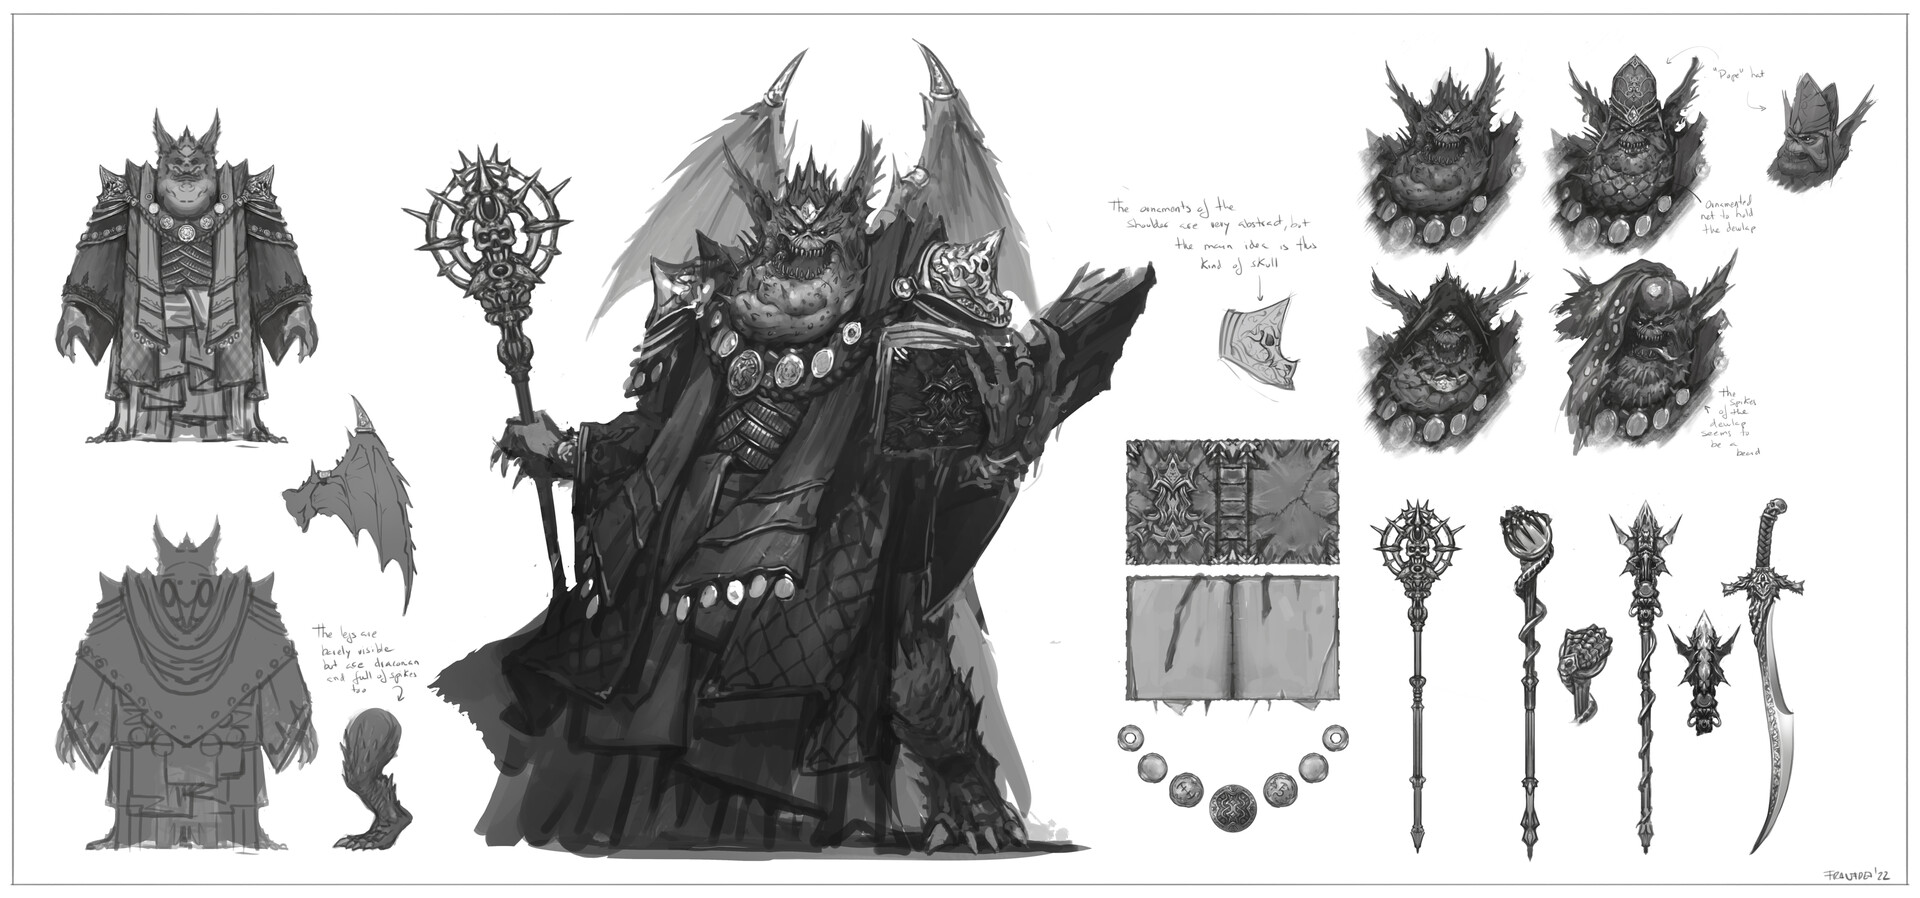 The ornaments of the
shoulder are very abstract, but
the main idea is this
kind of skull
"Pope" hat
Ornamented
net to hold
the dewlap
The
spikes
of the
dewlap
seems to
be a
beard
The legs are
barely visible
but are draconian
and full of spikes
too
'22